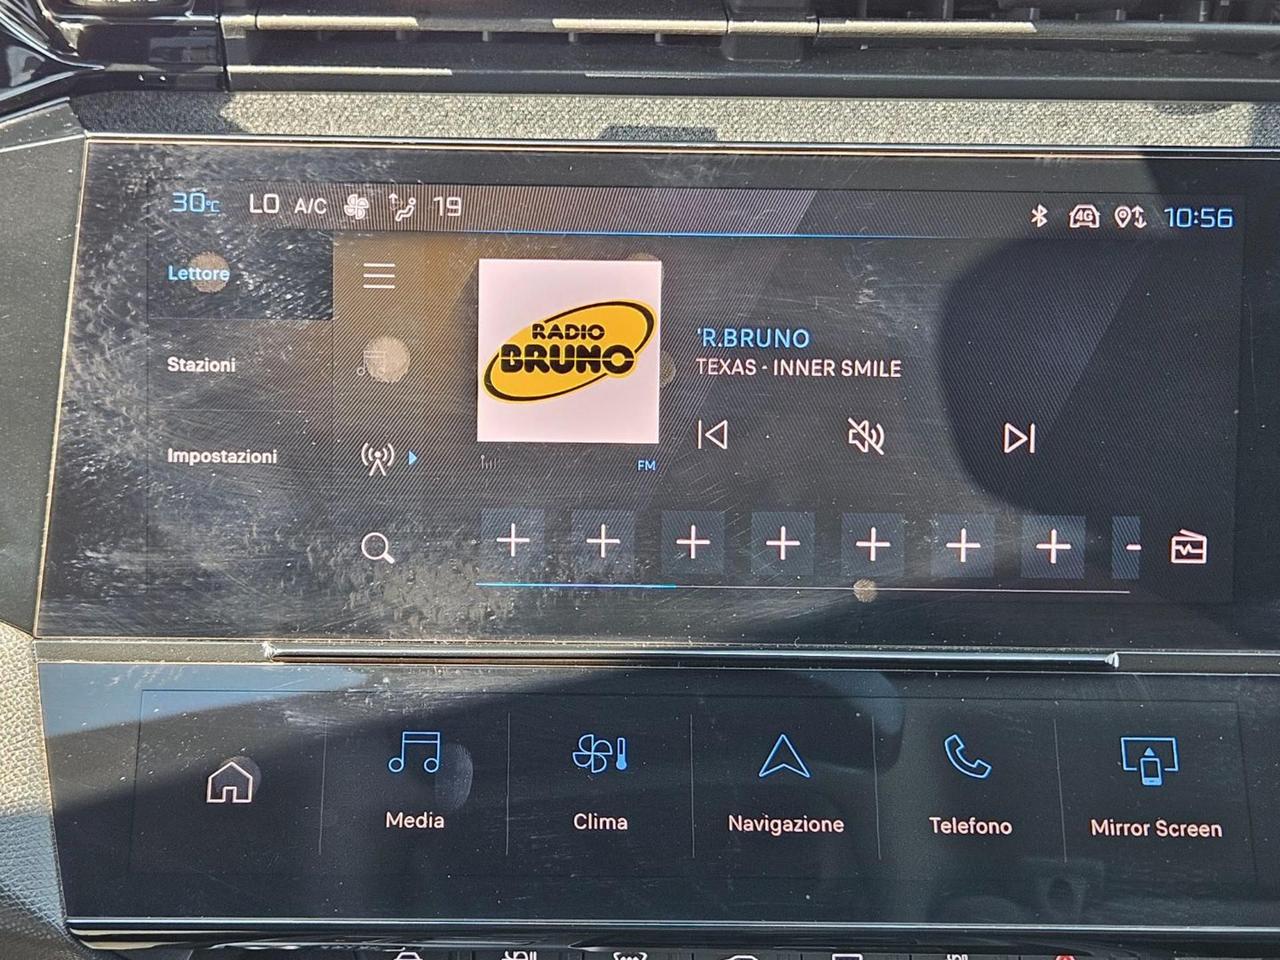 30°C LO A/C 19 4G 10:56
Lettore
Stazioni
Impostazioni
RADIO
BRUNO
'R.BRUNO
TEXAS - INNER SMILE
FM
Media
Clima
Navigazione
Telefono
Mirror Screen